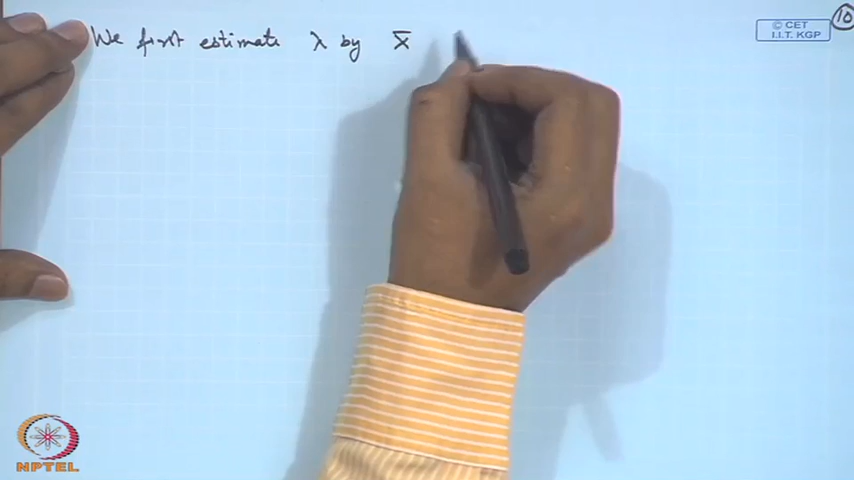 We first estimate λ by x̄
10
© CET
I.I.T. KGP
NPTEL